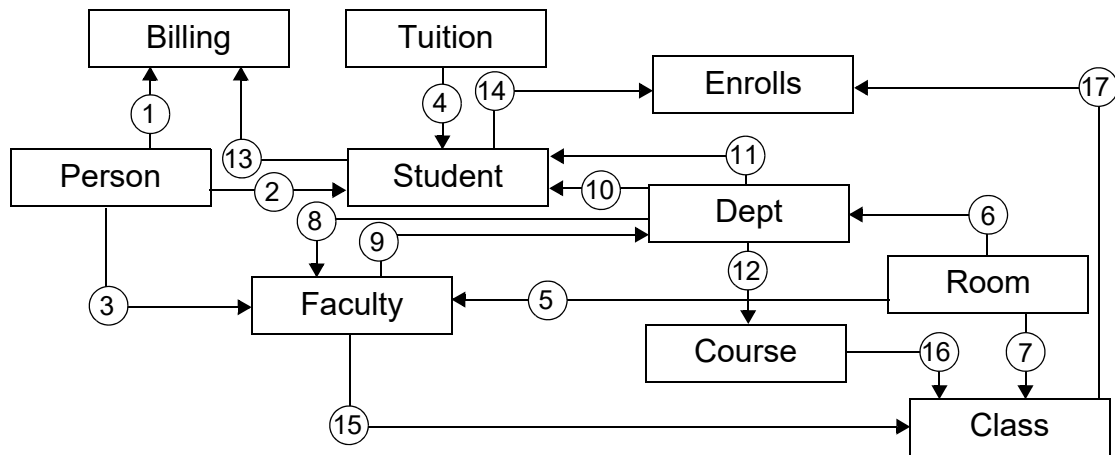 Billing
Tuition
Enrolls
1
4
14
17
13
Person
2
Student
11
10
Dept
8
9
6
12
3
Faculty
5
Room
Course
16
7
15
Class